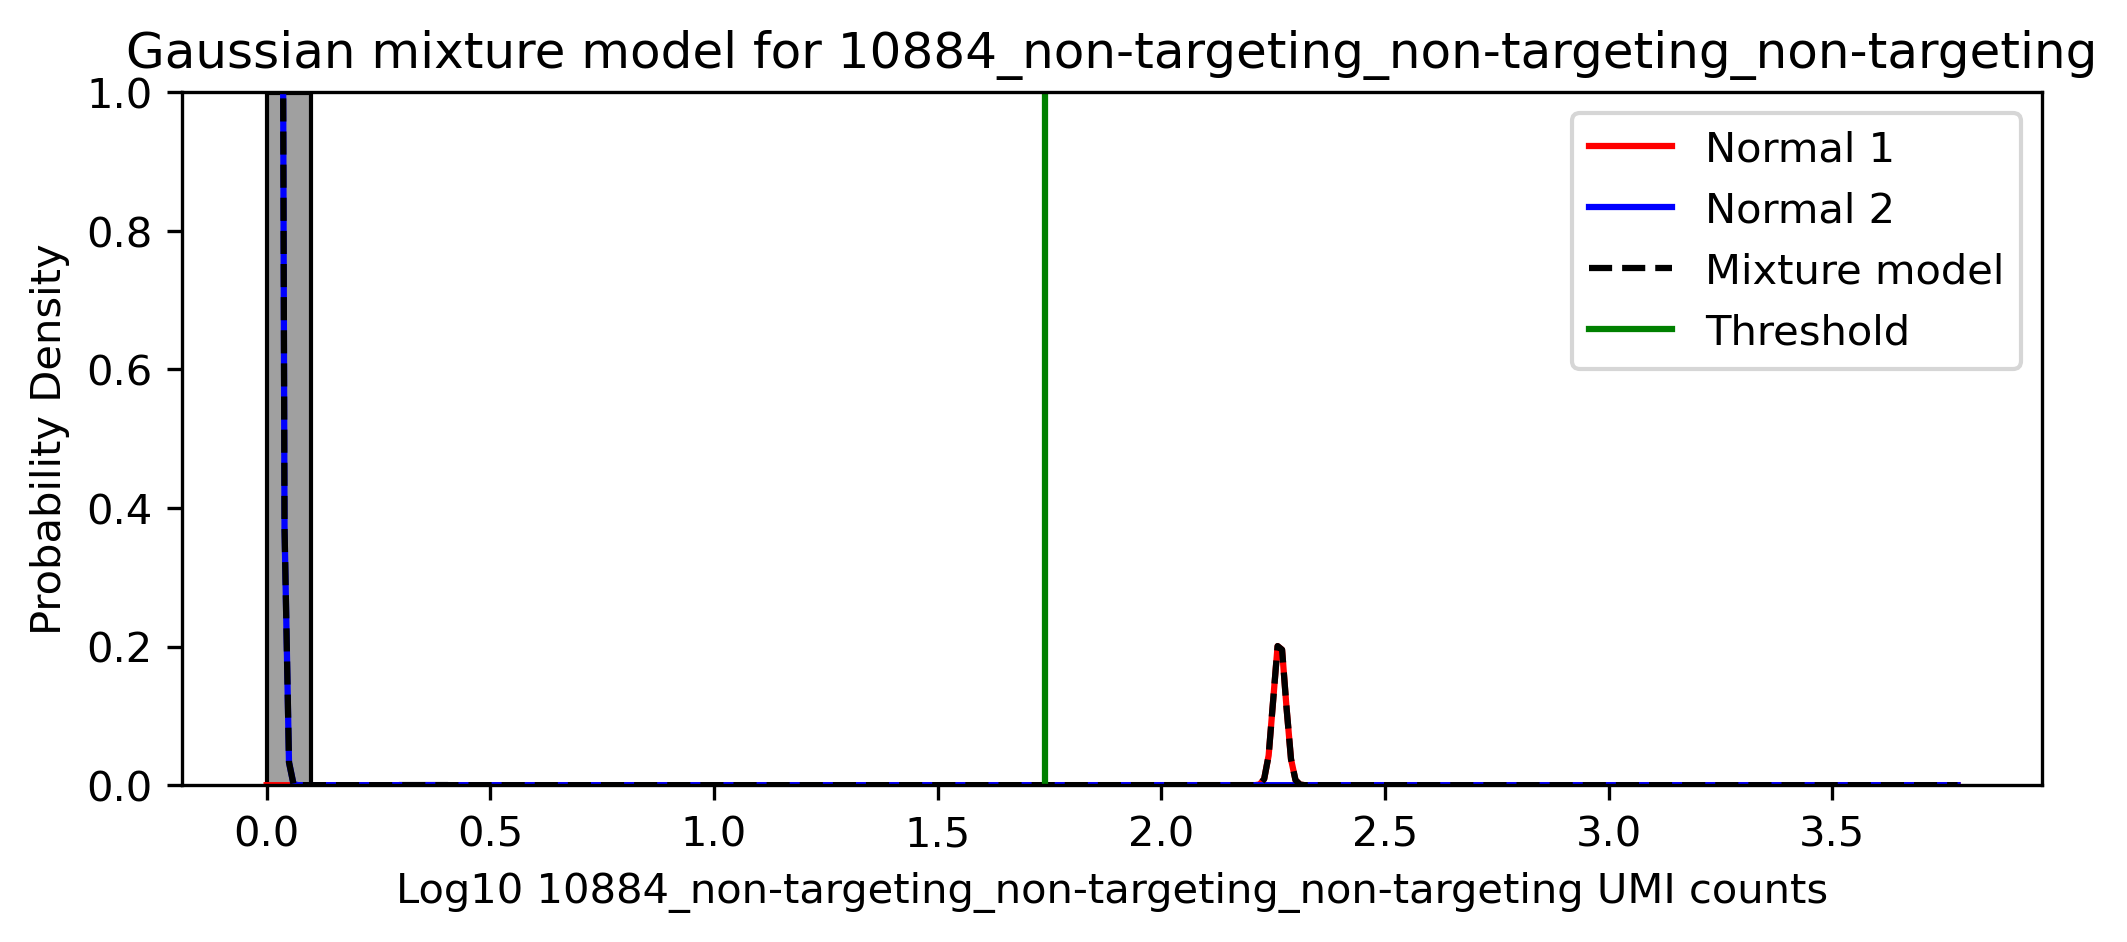 Gaussian mixture model for 10884_non-targeting_non-targeting_non-targeting
Probability Density
1.0
0.8
0.6
0.4
0.2
0.0
Normal 1
Normal 2
Mixture model
Threshold
0.0 0.5 1.0 1.5 2.0 2.5 3.0 3.5
Log10 10884_non-targeting_non-targeting_non-targeting UMI counts